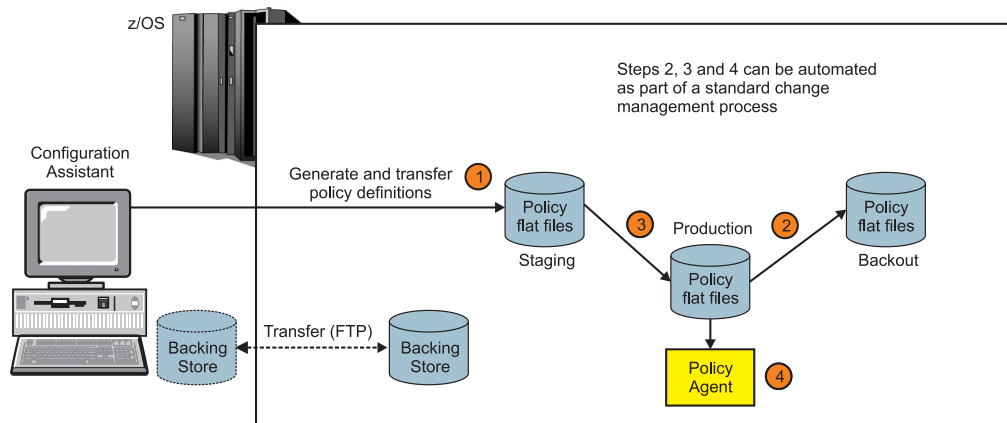 z/OS
Steps 2, 3 and 4 can be automated
as part of a standard change
management process
Configuration
Assistant
Generate and transfer
policy definitions
1
Policy
flat files
Staging
3
Production
Policy
flat files
2
Policy
flat files
Backout
Backing
Store
Transfer (FTP)
Backing
Store
Policy
Agent
4